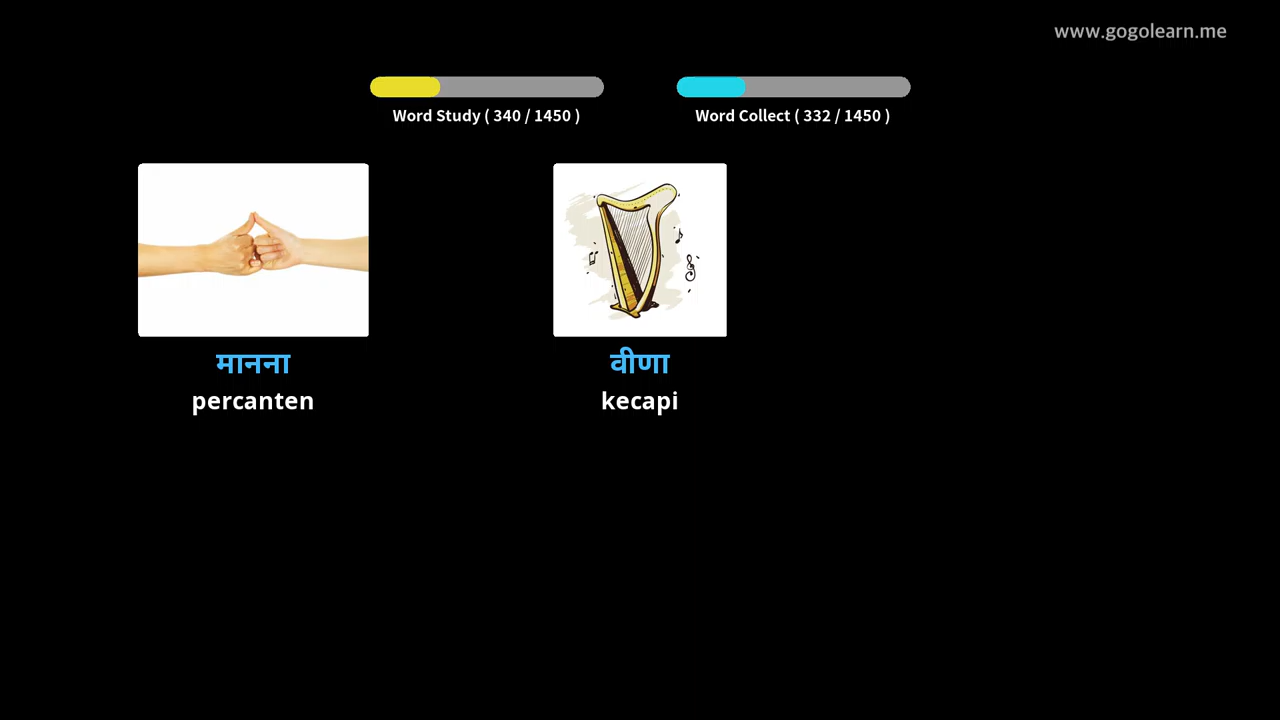 www.gogolearn.me
Word Study ( 340 / 1450 )
Word Collect ( 332 / 1450 )
मानना
percanten
वीणा
kecapi